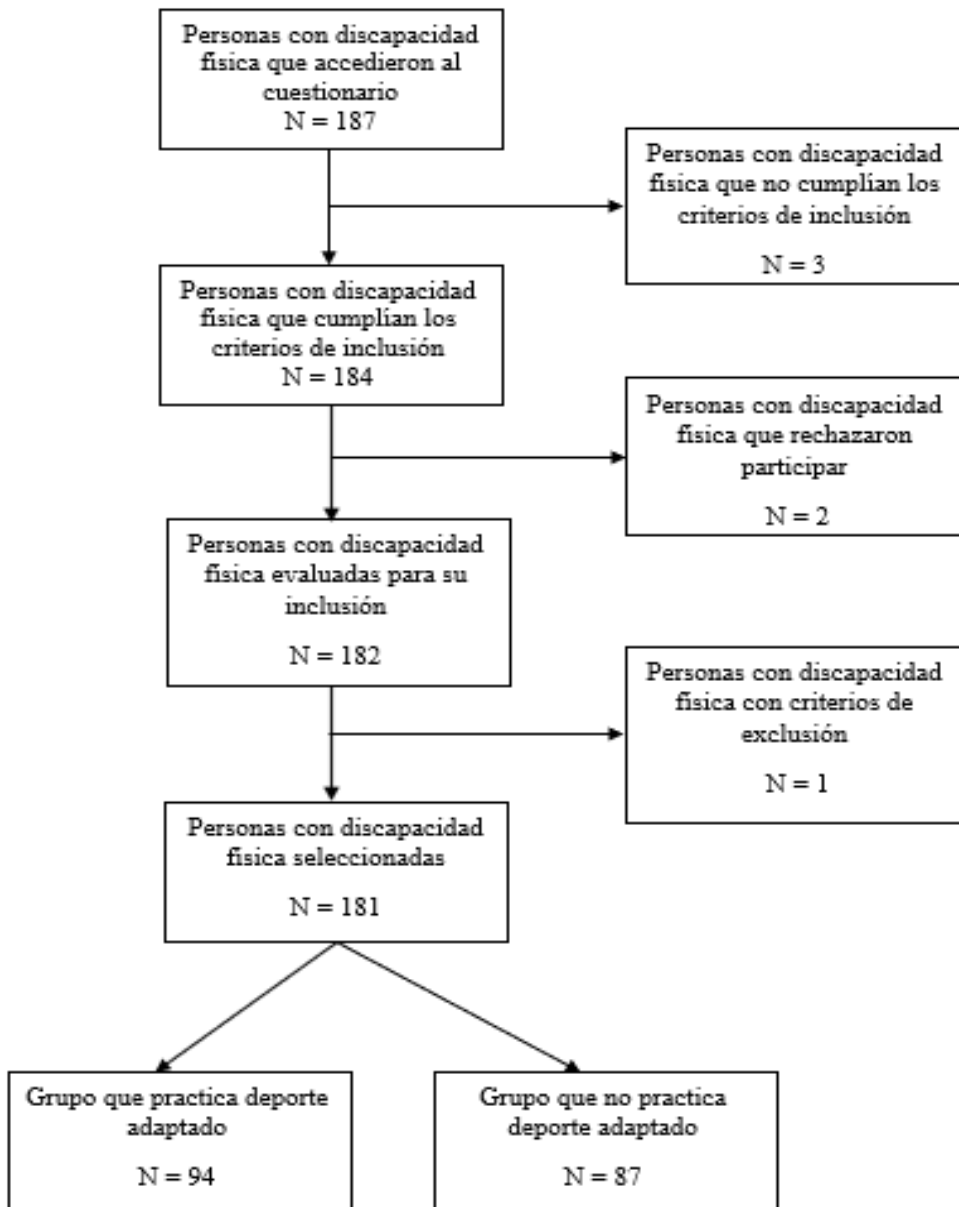 Personas con discapacidad
física que accedieron al
cuestionario
N = 187
Personas con discapacidad
física que no cumplían los
criterios de inclusión
N = 3
Personas con discapacidad
física que cumplían los
criterios de inclusión
N = 184
Personas con discapacidad
física que rechazaron
participar
N = 2
Personas con discapacidad
física evaluadas para su
inclusión
N = 182
Personas con discapacidad
física con criterios de
exclusión
N = 1
Personas con discapacidad
física seleccionadas
N = 181
Grupo que practica deporte
adaptado
N = 94
Grupo que no practica
deporte adaptado
N = 87